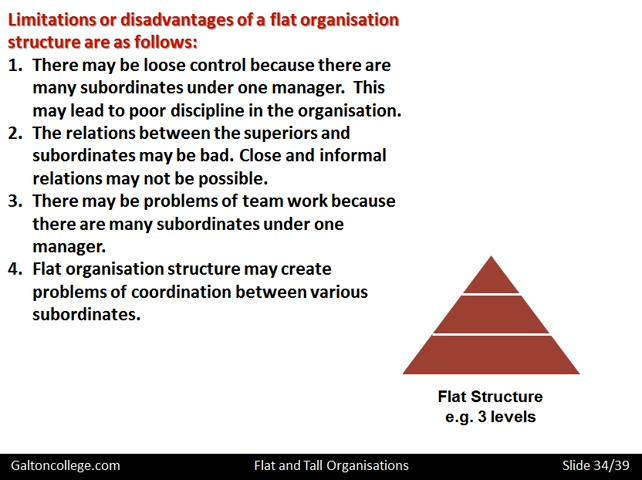 Limitations or disadvantages of a flat organisation
structure are as follows:
1. There may be loose control because there are
many subordinates under one manager. This
may lead to poor discipline in the organisation.
2. The relations between the superiors and
subordinates may be bad. Close and informal
relations may not be possible.
3. There may be problems of team work because
there are many subordinates under one
manager.
4. Flat organisation structure may create
problems of coordination between various
subordinates.
Flat Structure
e.g. 3 levels
Galtoncollege.com Flat and Tall Organisations Slide 34/39